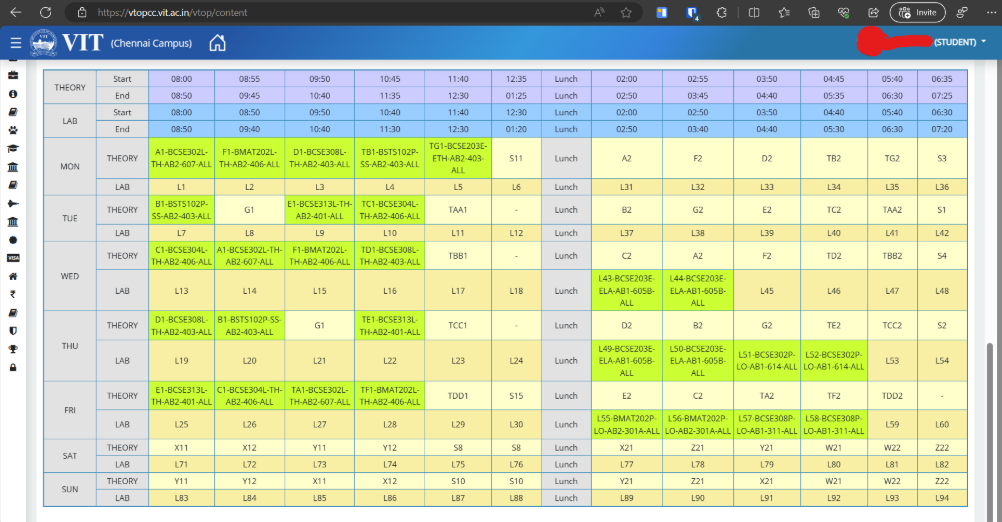 https://vtopcc.vit.ac.in/vtop/content
Invite
VIT (Chennai Campus)
(STUDENT)
THEORY Start 08:00 08:55 09:50 10:45 11:40 12:35 Lunch 02:00 02:55 03:50 04:45 05:40 06:35
End 08:50 09:45 10:40 11:35 12:30 01:25 Lunch 02:50 03:45 04:40 05:35 06:30 07:25
LAB Start 08:00 08:50 09:50 10:40 11:40 12:30 Lunch 02:00 02:50 03:50 04:40 05:40 06:30
End 08:50 09:40 10:40 11:30 12:30 01:20 Lunch 02:50 03:40 04:40 05:30 06:30 07:20
MON THEORY A1-BCSE302L-TH-AB2-607-ALL F1-BMAT202L-TH-AB2-406-ALL D1-BCSE308L-TH-AB2-403-ALL TB1-BSTS102P-SS-AB2-403-ALL TG1-BCSE203E-ETH-AB2-403-ALL S11 Lunch A2 F2 D2 TB2 TG2 S3
LAB L1 L2 L3 L4 L5 L6 Lunch L31 L32 L33 L34 L35 L36
TUE THEORY B1-BSTS102P-SS-AB2-403-ALL G1 E1-BCSE313L-TH-AB2-401-ALL TC1-BCSE304L-TH-AB2-406-ALL TAA1 - Lunch B2 G2 E2 TC2 TAA2 S1
LAB L7 L8 L9 L10 L11 L12 Lunch L37 L38 L39 L40 L41 L42
WED THEORY C1-BCSE304L-TH-AB2-406-ALL A1-BCSE302L-TH-AB2-607-ALL F1-BMAT202L-TH-AB2-406-ALL TD1-BCSE308L-TH-AB2-403-ALL TBB1 - Lunch C2 A2 F2 TD2 TBB2 S4
LAB L13 L14 L15 L16 L17 L18 Lunch L43-BCSE203E-ELA-AB1-605B-ALL L44-BCSE203E-ELA-AB1-605B-ALL L45 L46 L47 L48
THU THEORY D1-BCSE308L-TH-AB2-403-ALL B1-BSTS102P-SS-AB2-403-ALL G1 TE1-BCSE313L-TH-AB2-401-ALL TCC1 - Lunch D2 B2 G2 TE2 TCC2 S2
LAB L19 L20 L21 L22 L23 L24 Lunch L49-BCSE203E-ELA-AB1-605B-ALL L50-BCSE203E-ELA-AB1-605B-ALL L51-BCSE302P-LO-AB1-614-ALL L52-BCSE302P-LO-AB1-614-ALL L53 L54
FRI THEORY E1-BCSE313L-TH-AB2-401-ALL C1-BCSE304L-TH-AB2-406-ALL TA1-BCSE302L-TH-AB2-607-ALL TF1-BMAT202L-TH-AB2-406-ALL TDD1 S15 Lunch E2 C2 TA2 TF2 TDD2 -
LAB L25 L26 L27 L28 L29 L30 Lunch L55-BMAT202P-LO-AB2-301A-ALL L56-BMAT202P-LO-AB2-301A-ALL L57-BCSE308P-LO-AB1-311-ALL L58-BCSE308P-LO-AB1-311-ALL L59 L60
SAT THEORY X11 X12 Y11 Y12 S8 S8 Lunch X21 Z21 Y21 W21 W22 Z22
LAB L71 L72 L73 L74 L75 L76 Lunch L77 L78 L79 L80 L81 L82
SUN THEORY Y11 Y12 X11 X12 S10 S10 Lunch Y21 Z21 X21 W21 W22 Z22
LAB L83 L84 L85 L86 L87 L88 Lunch L89 L90 L91 L92 L93 L94